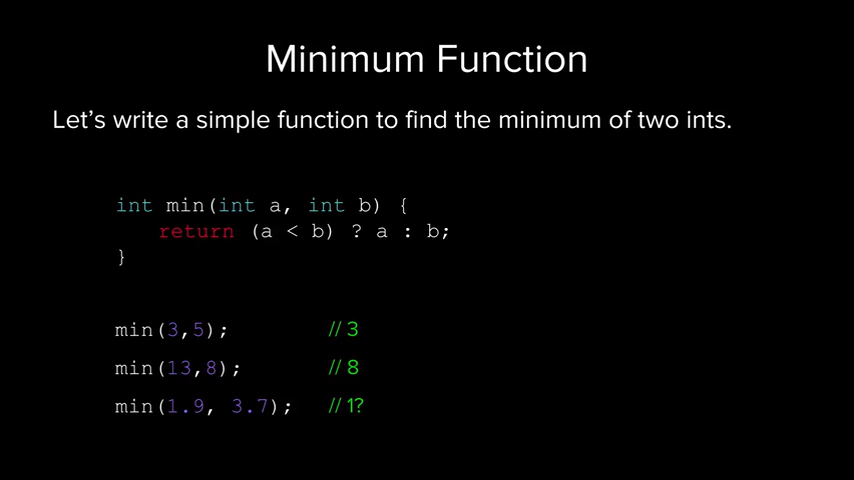 Minimum Function
Let’s write a simple function to find the minimum of two ints.
int min(int a, int b) {
return (a < b) ? a : b;
}
min(3,5); // 3
min(13,8); // 8
min(1.9, 3.7); // 1?